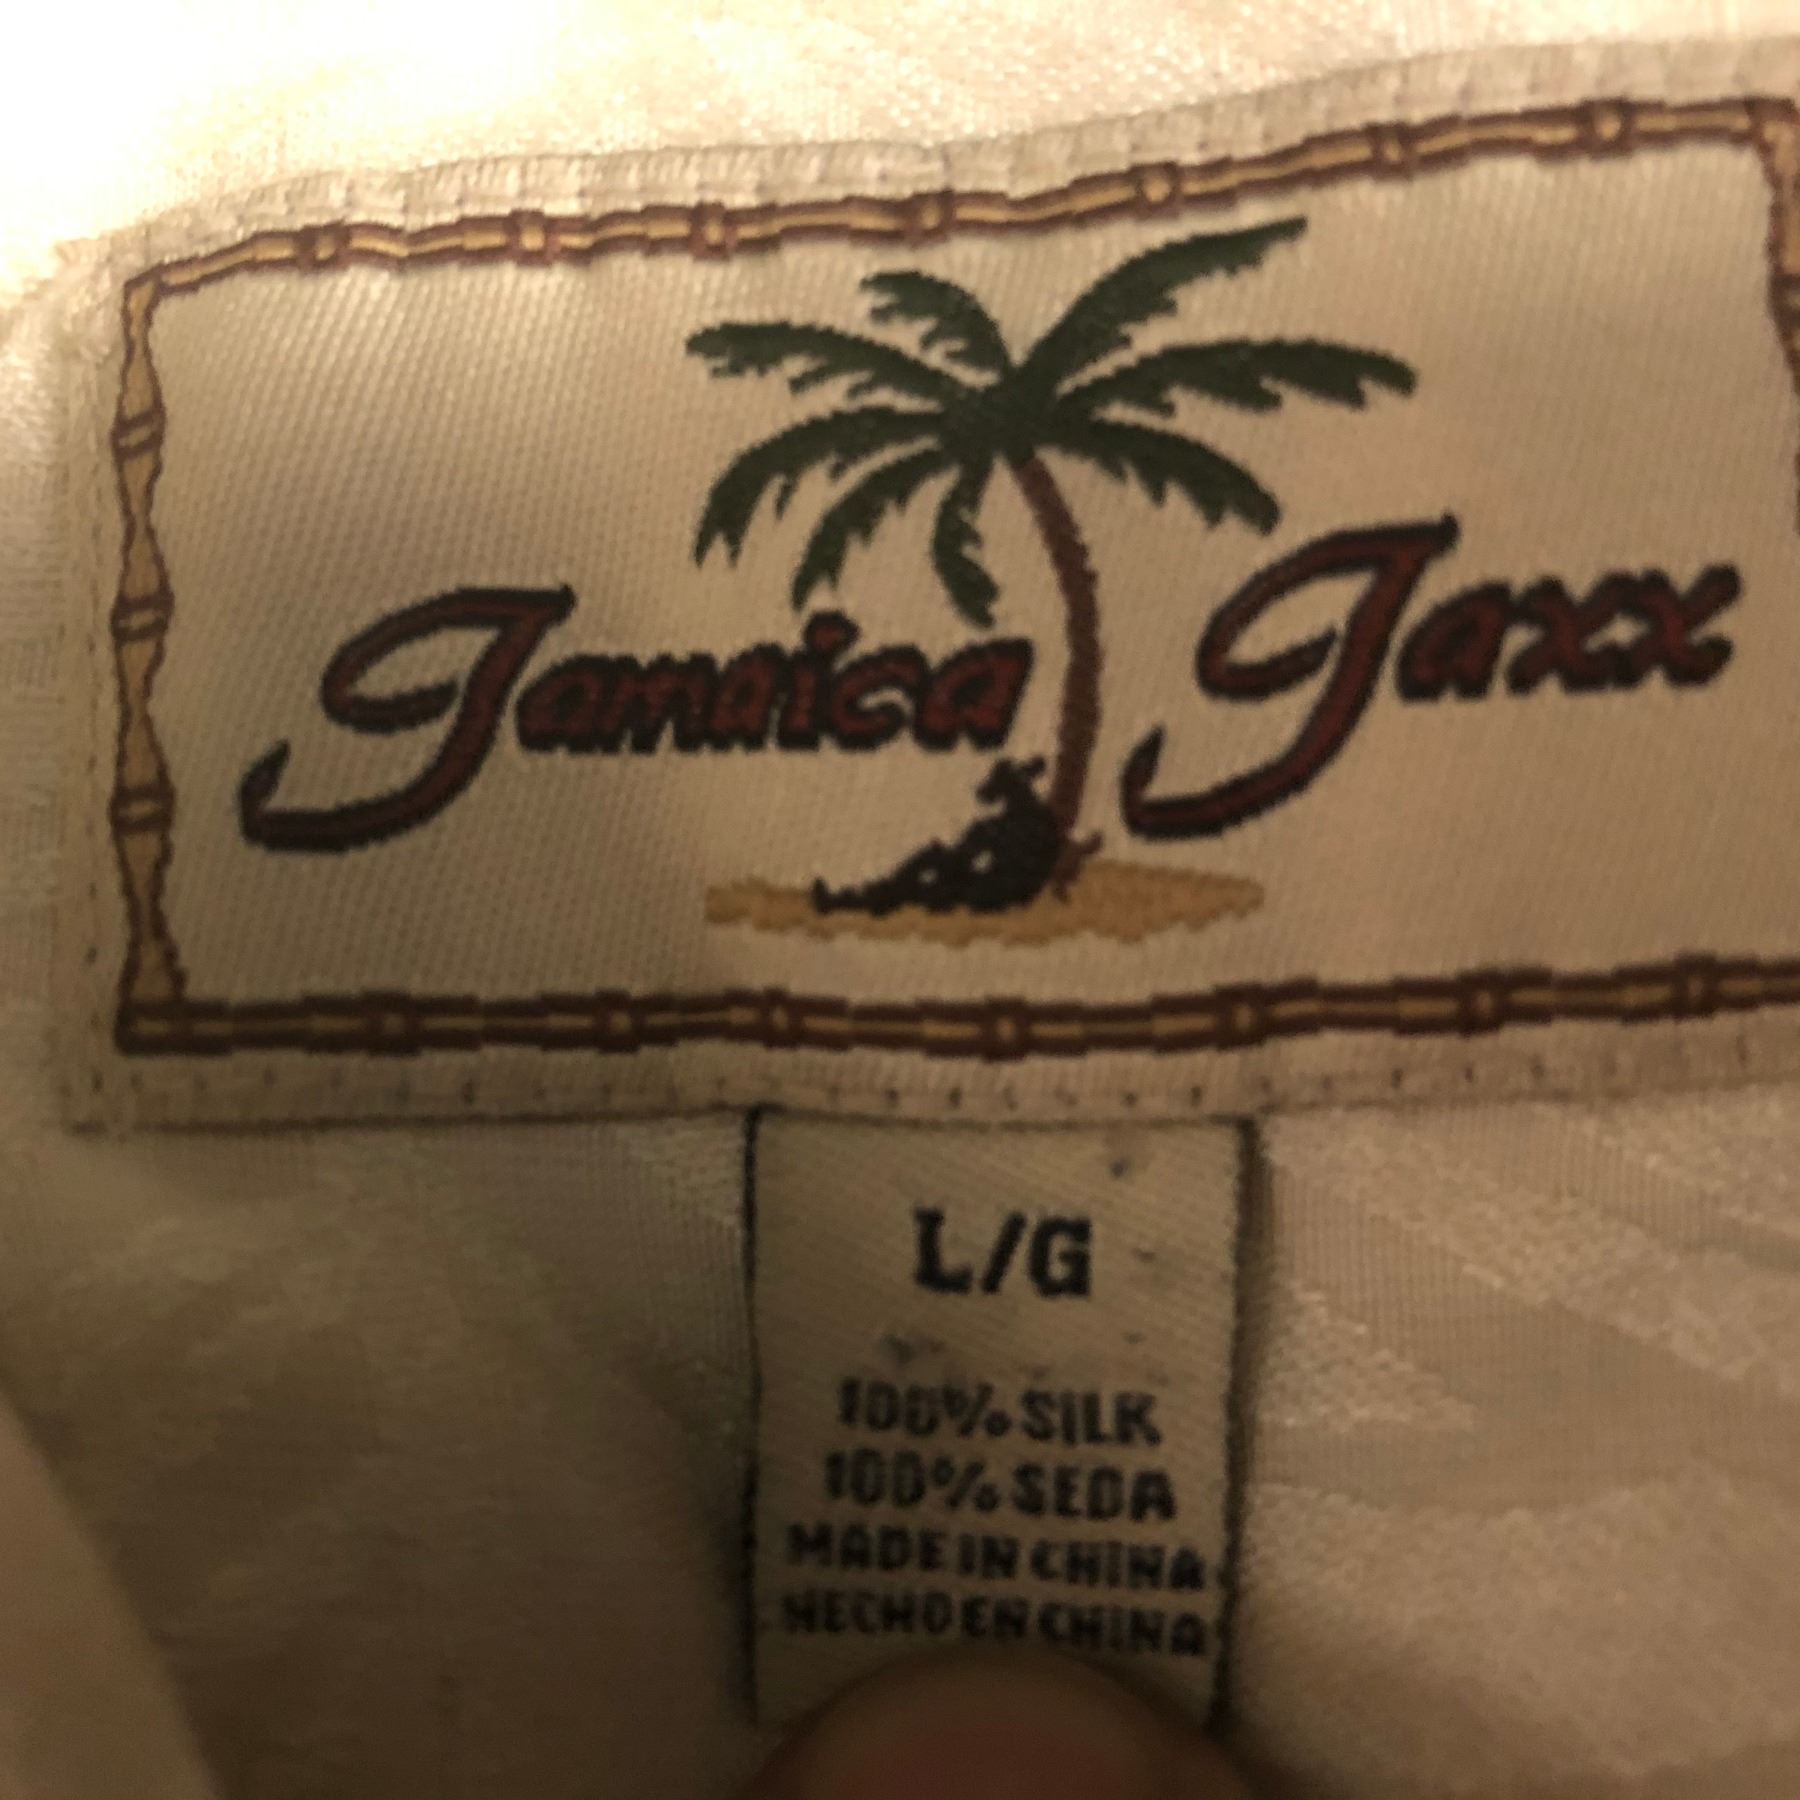 Jamaica Jaxx
L/G
100% SILK
100% SEDA
MADE IN CHINA
HECHO EN CHINA